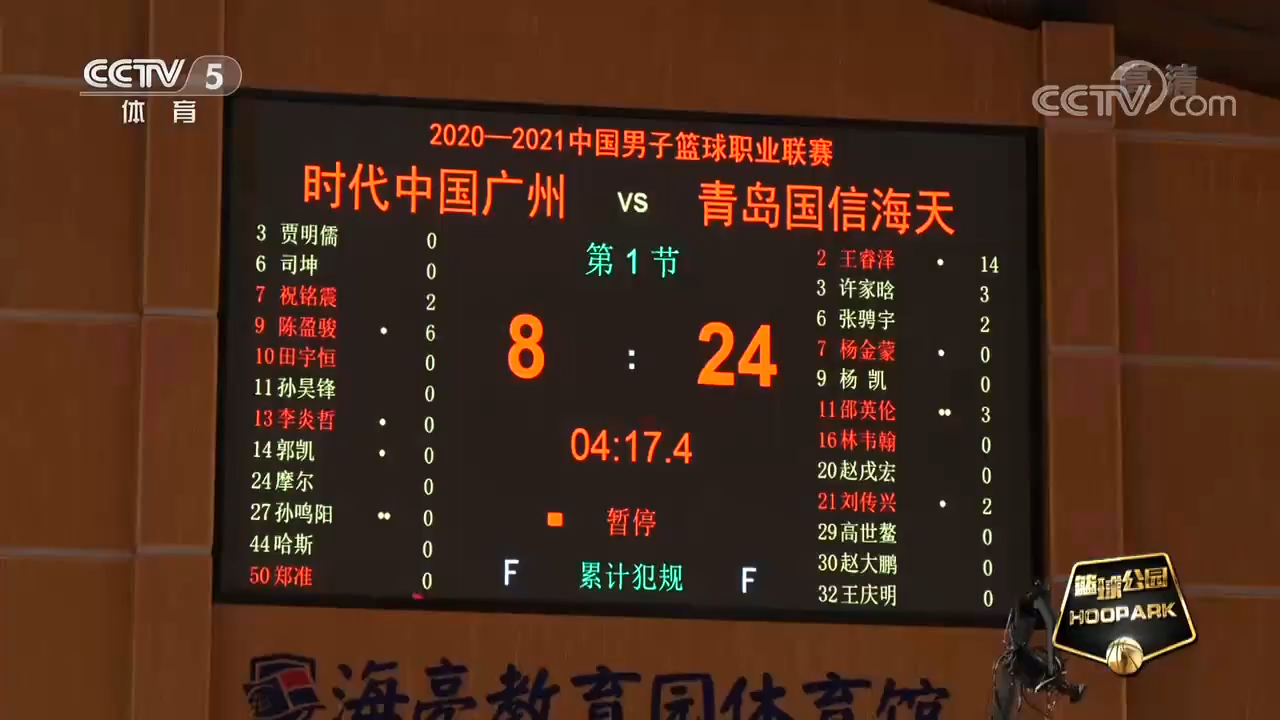 CCTV 5
体育
高清
CCTV.com
2020—2021中国男子篮球职业联赛
时代中国广州 VS 青岛国信海天
第 1 节
8 : 24
04:17.4
暂停
F 累计犯规 F
3 贾明儒 0
6 司坤 0
7 祝铭震 2
9 陈盈骏 • 6
10 田宇恒 0
11 孙昊锋 0
13 李炎哲 • 0
14 郭凯 • 0
24 摩尔 0
27 孙鸣阳 •• 0
44 哈斯 0
50 郑准 0
2 王睿泽 • 14
3 许家晗 3
6 张骋宇 2
7 杨金蒙 • 0
9 杨 凯 0
11 邵英伦 •• 3
16 林韦翰 0
20 赵戌宏 0
21 刘传兴 • 2
29 高世鳌 0
30 赵大鹏 0
32 王庆明 0
篮球公园
HOOPARK
海亮教育园体育馆